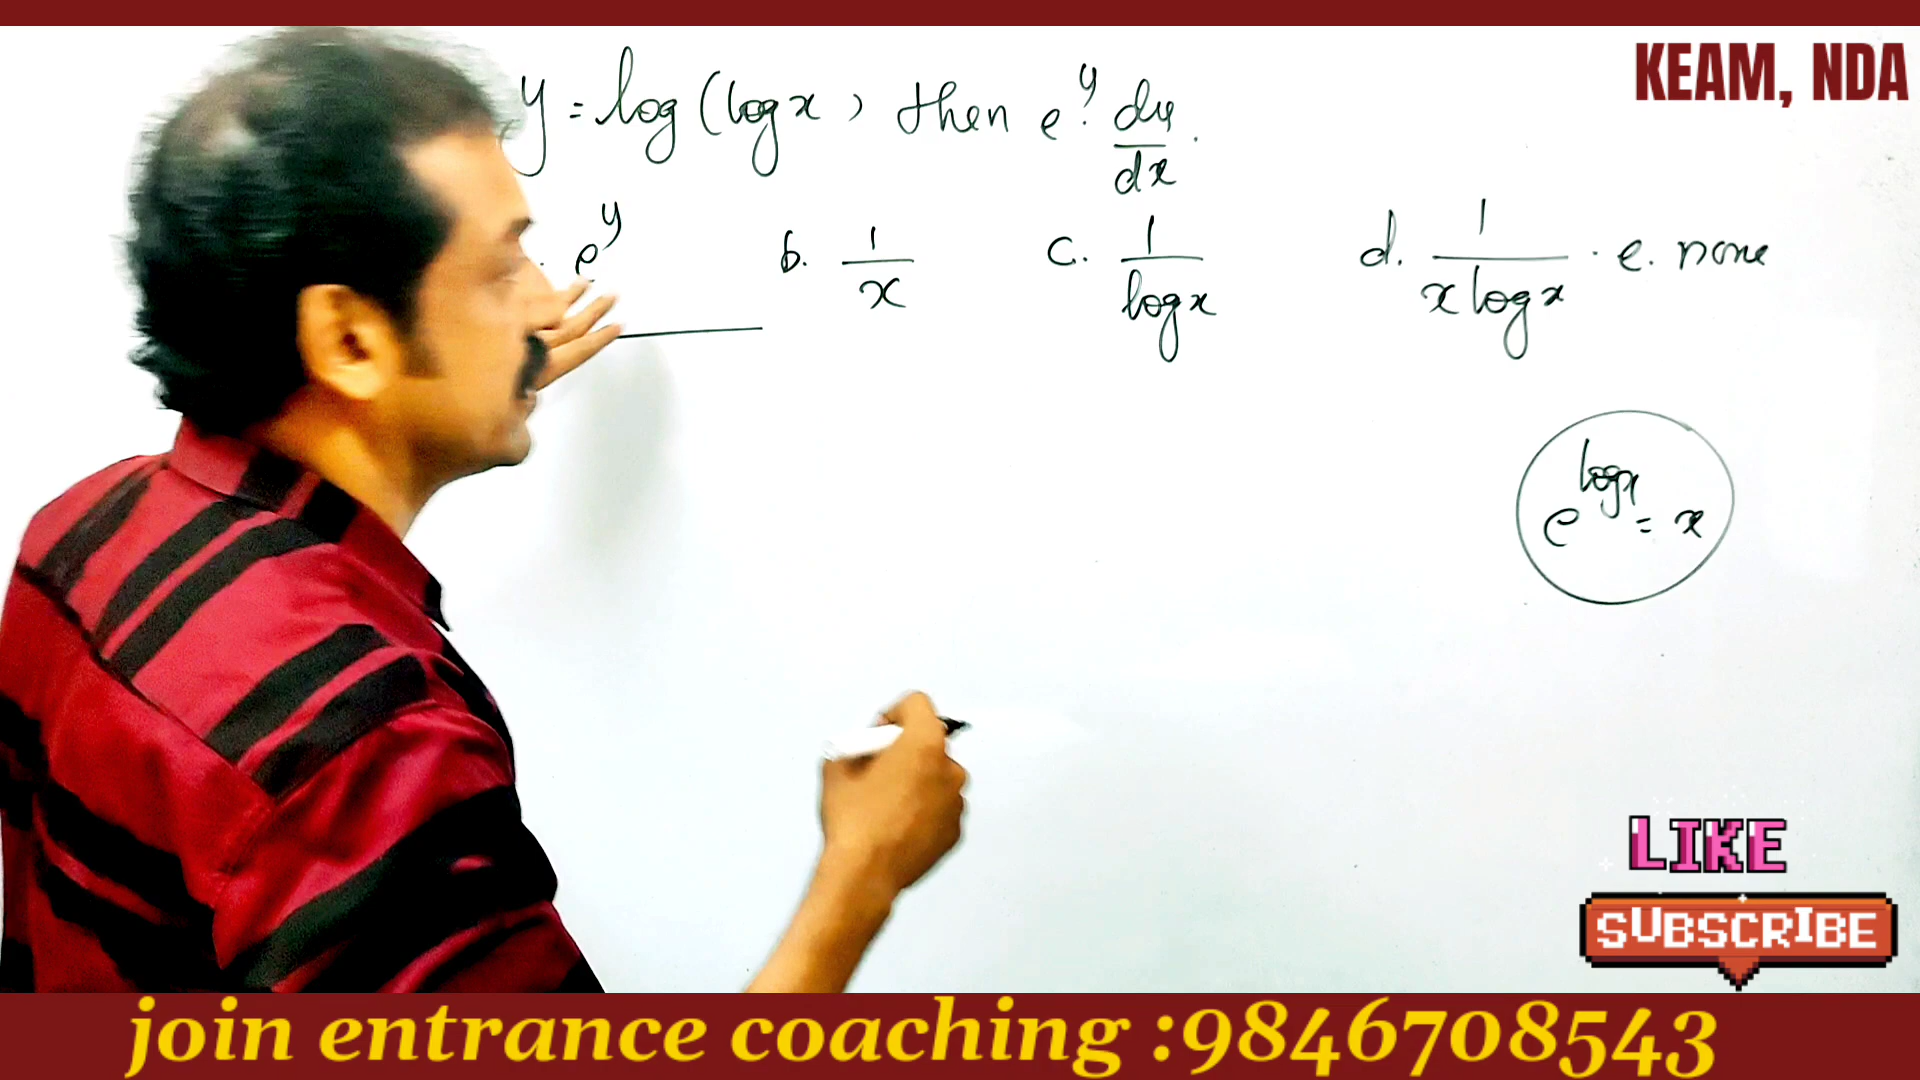 KEAM, NDA
y = log (log x) then e^y. dy/dx.
. e^y b. 1/x c. 1/log x d. 1/(x log x) . e. none
e^log x = x
LIKE
SUBSCRIBE
join entrance coaching :9846708543